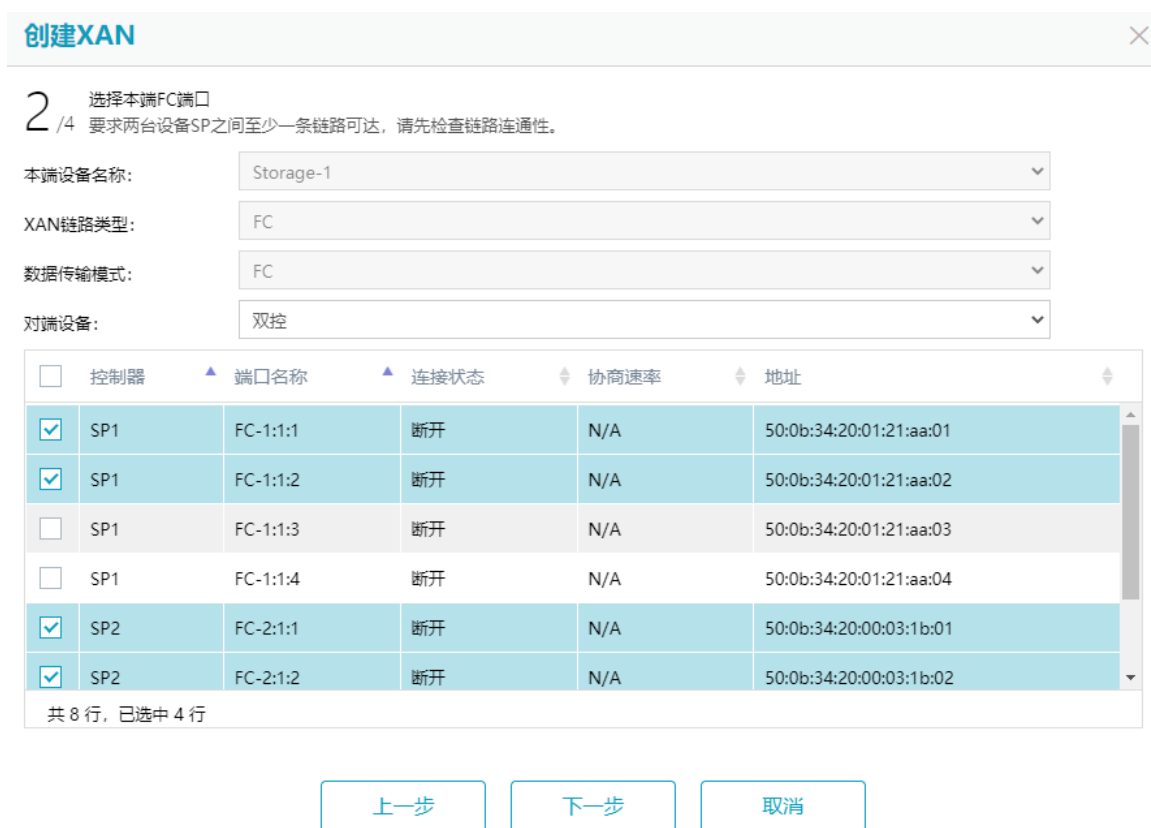 创建XAN
2/4 选择本端FC端口
要求两台设备SP之间至少一条链路可达，请先检查链路连通性。
本端设备名称: Storage-1
XAN链路类型: FC
数据传输模式: FC
对端设备: 双控
控制器 端口名称 连接状态 协商速率 地址
SP1 FC-1:1:1 断开 N/A 50:0b:34:20:01:21:aa:01
SP1 FC-1:1:2 断开 N/A 50:0b:34:20:01:21:aa:02
SP1 FC-1:1:3 断开 N/A 50:0b:34:20:01:21:aa:03
SP1 FC-1:1:4 断开 N/A 50:0b:34:20:01:21:aa:04
SP2 FC-2:1:1 断开 N/A 50:0b:34:20:00:03:1b:01
SP2 FC-2:1:2 断开 N/A 50:0b:34:20:00:03:1b:02
共 8 行，已选中 4 行
上一步 下一步 取消